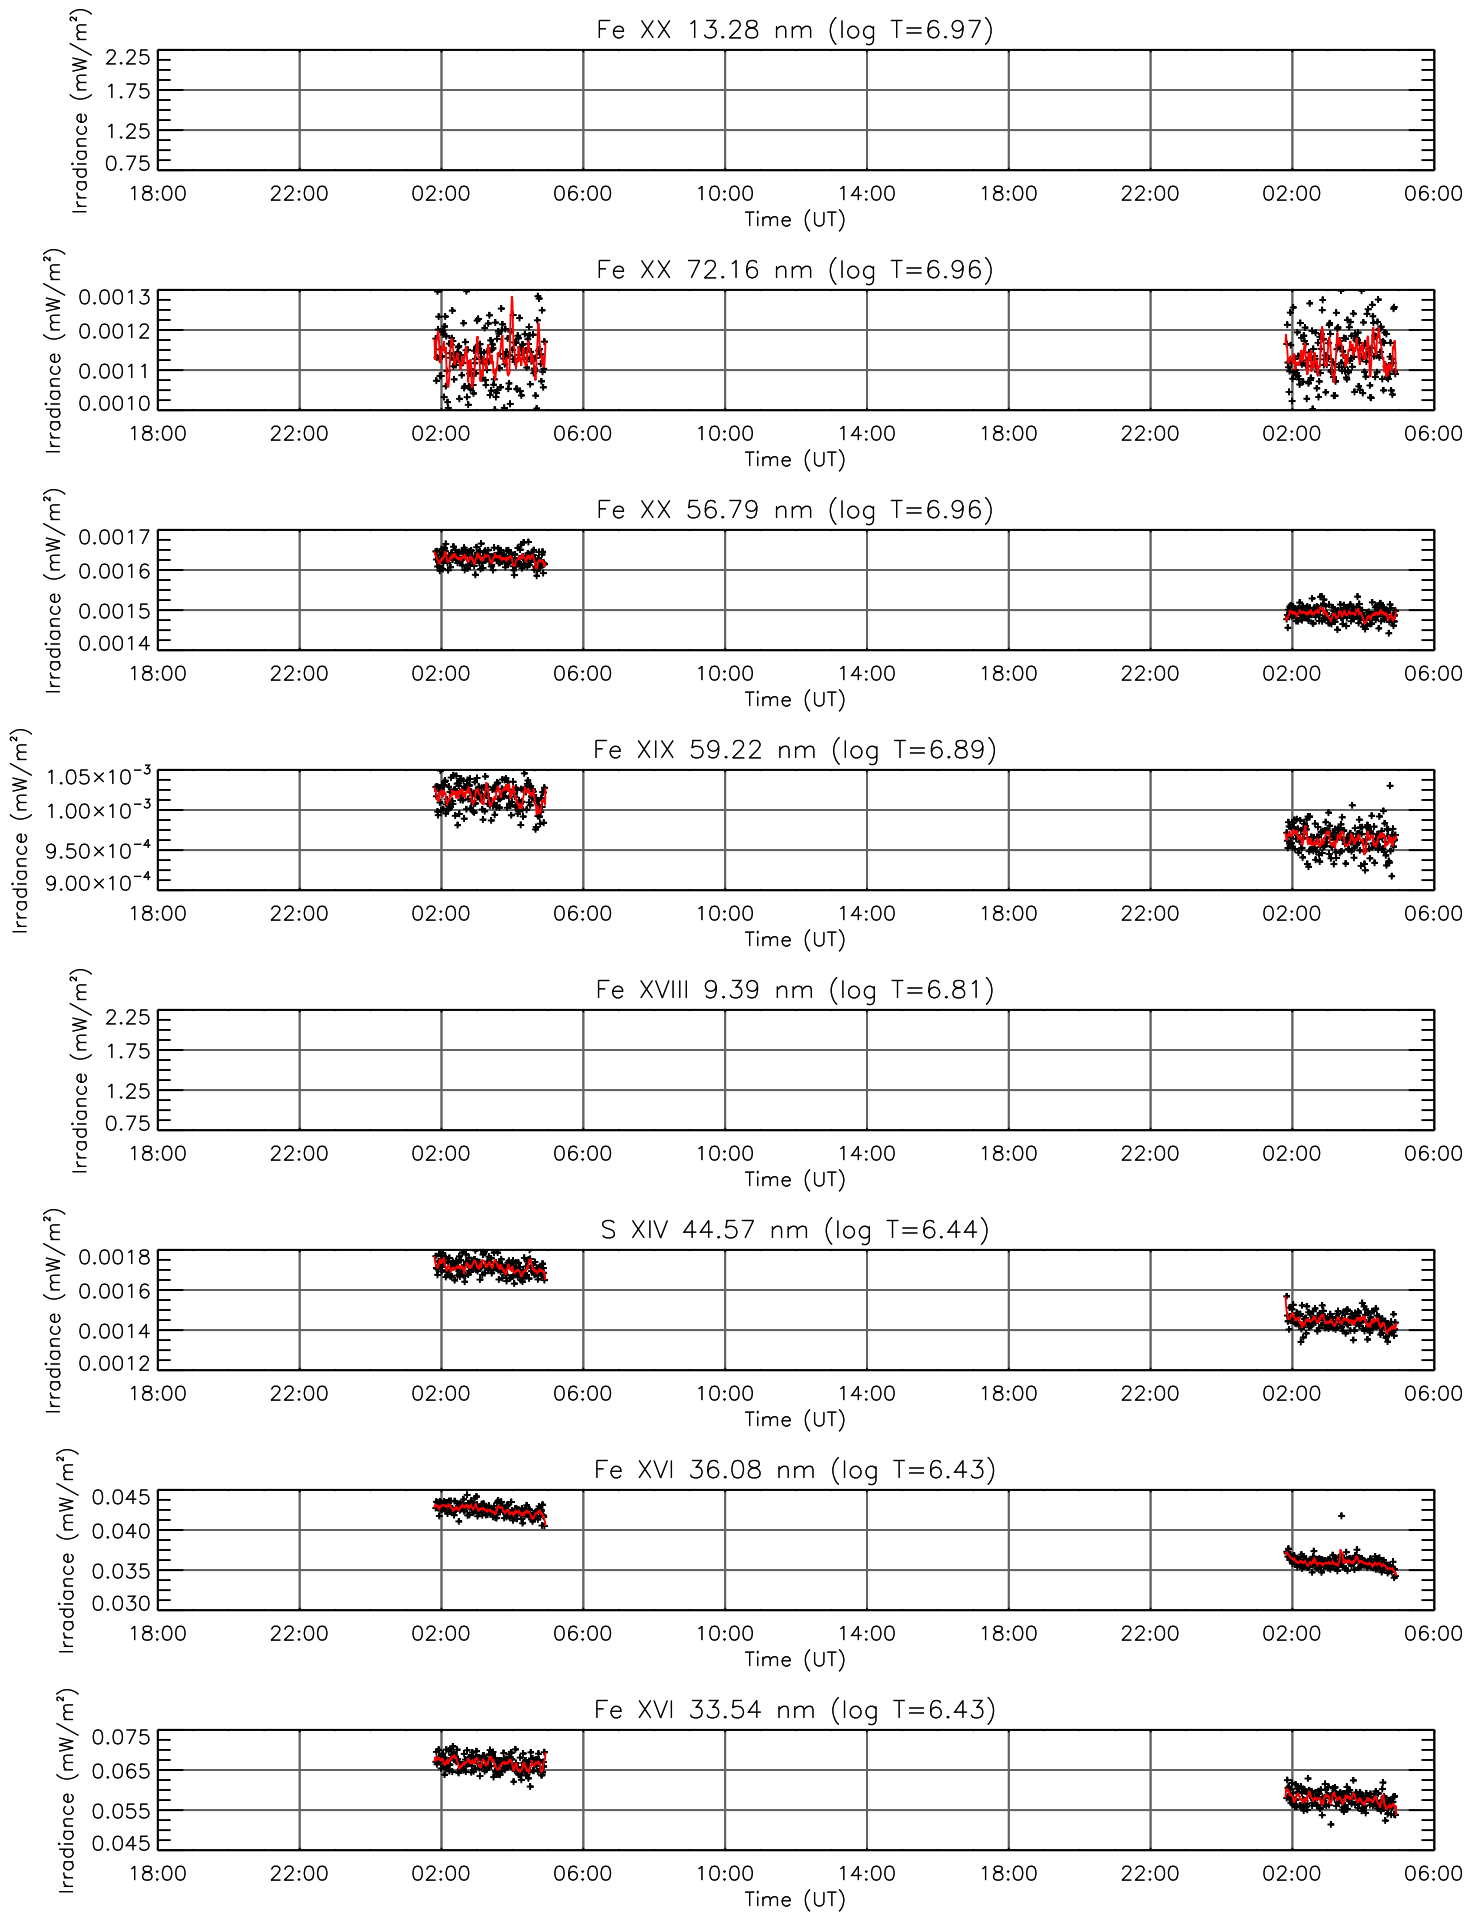 Fe XX 13.28 nm (log T=6.97)
Irradiance (mW/m²)
2.25
1.75
1.25
0.75
18:00 22:00 02:00 06:00 10:00 14:00 18:00 22:00 02:00 06:00
Time (UT)
Fe XX 72.16 nm (log T=6.96)
Irradiance (mW/m²)
0.0013
0.0012
0.0011
0.0010
18:00 22:00 02:00 06:00 10:00 14:00 18:00 22:00 02:00 06:00
Time (UT)
Fe XX 56.79 nm (log T=6.96)
Irradiance (mW/m²)
0.0017
0.0016
0.0015
0.0014
18:00 22:00 02:00 06:00 10:00 14:00 18:00 22:00 02:00 06:00
Time (UT)
Fe XIX 59.22 nm (log T=6.89)
Irradiance (mW/m²)
1.05×10⁻³
1.00×10⁻³
9.50×10⁻⁴
9.00×10⁻⁴
18:00 22:00 02:00 06:00 10:00 14:00 18:00 22:00 02:00 06:00
Time (UT)
Fe XVIII 9.39 nm (log T=6.81)
Irradiance (mW/m²)
2.25
1.75
1.25
0.75
18:00 22:00 02:00 06:00 10:00 14:00 18:00 22:00 02:00 06:00
Time (UT)
S XIV 44.57 nm (log T=6.44)
Irradiance (mW/m²)
0.0018
0.0016
0.0014
0.0012
18:00 22:00 02:00 06:00 10:00 14:00 18:00 22:00 02:00 06:00
Time (UT)
Fe XVI 36.08 nm (log T=6.43)
Irradiance (mW/m²)
0.045
0.040
0.035
0.030
18:00 22:00 02:00 06:00 10:00 14:00 18:00 22:00 02:00 06:00
Time (UT)
Fe XVI 33.54 nm (log T=6.43)
Irradiance (mW/m²)
0.075
0.065
0.055
0.045
18:00 22:00 02:00 06:00 10:00 14:00 18:00 22:00 02:00 06:00
Time (UT)